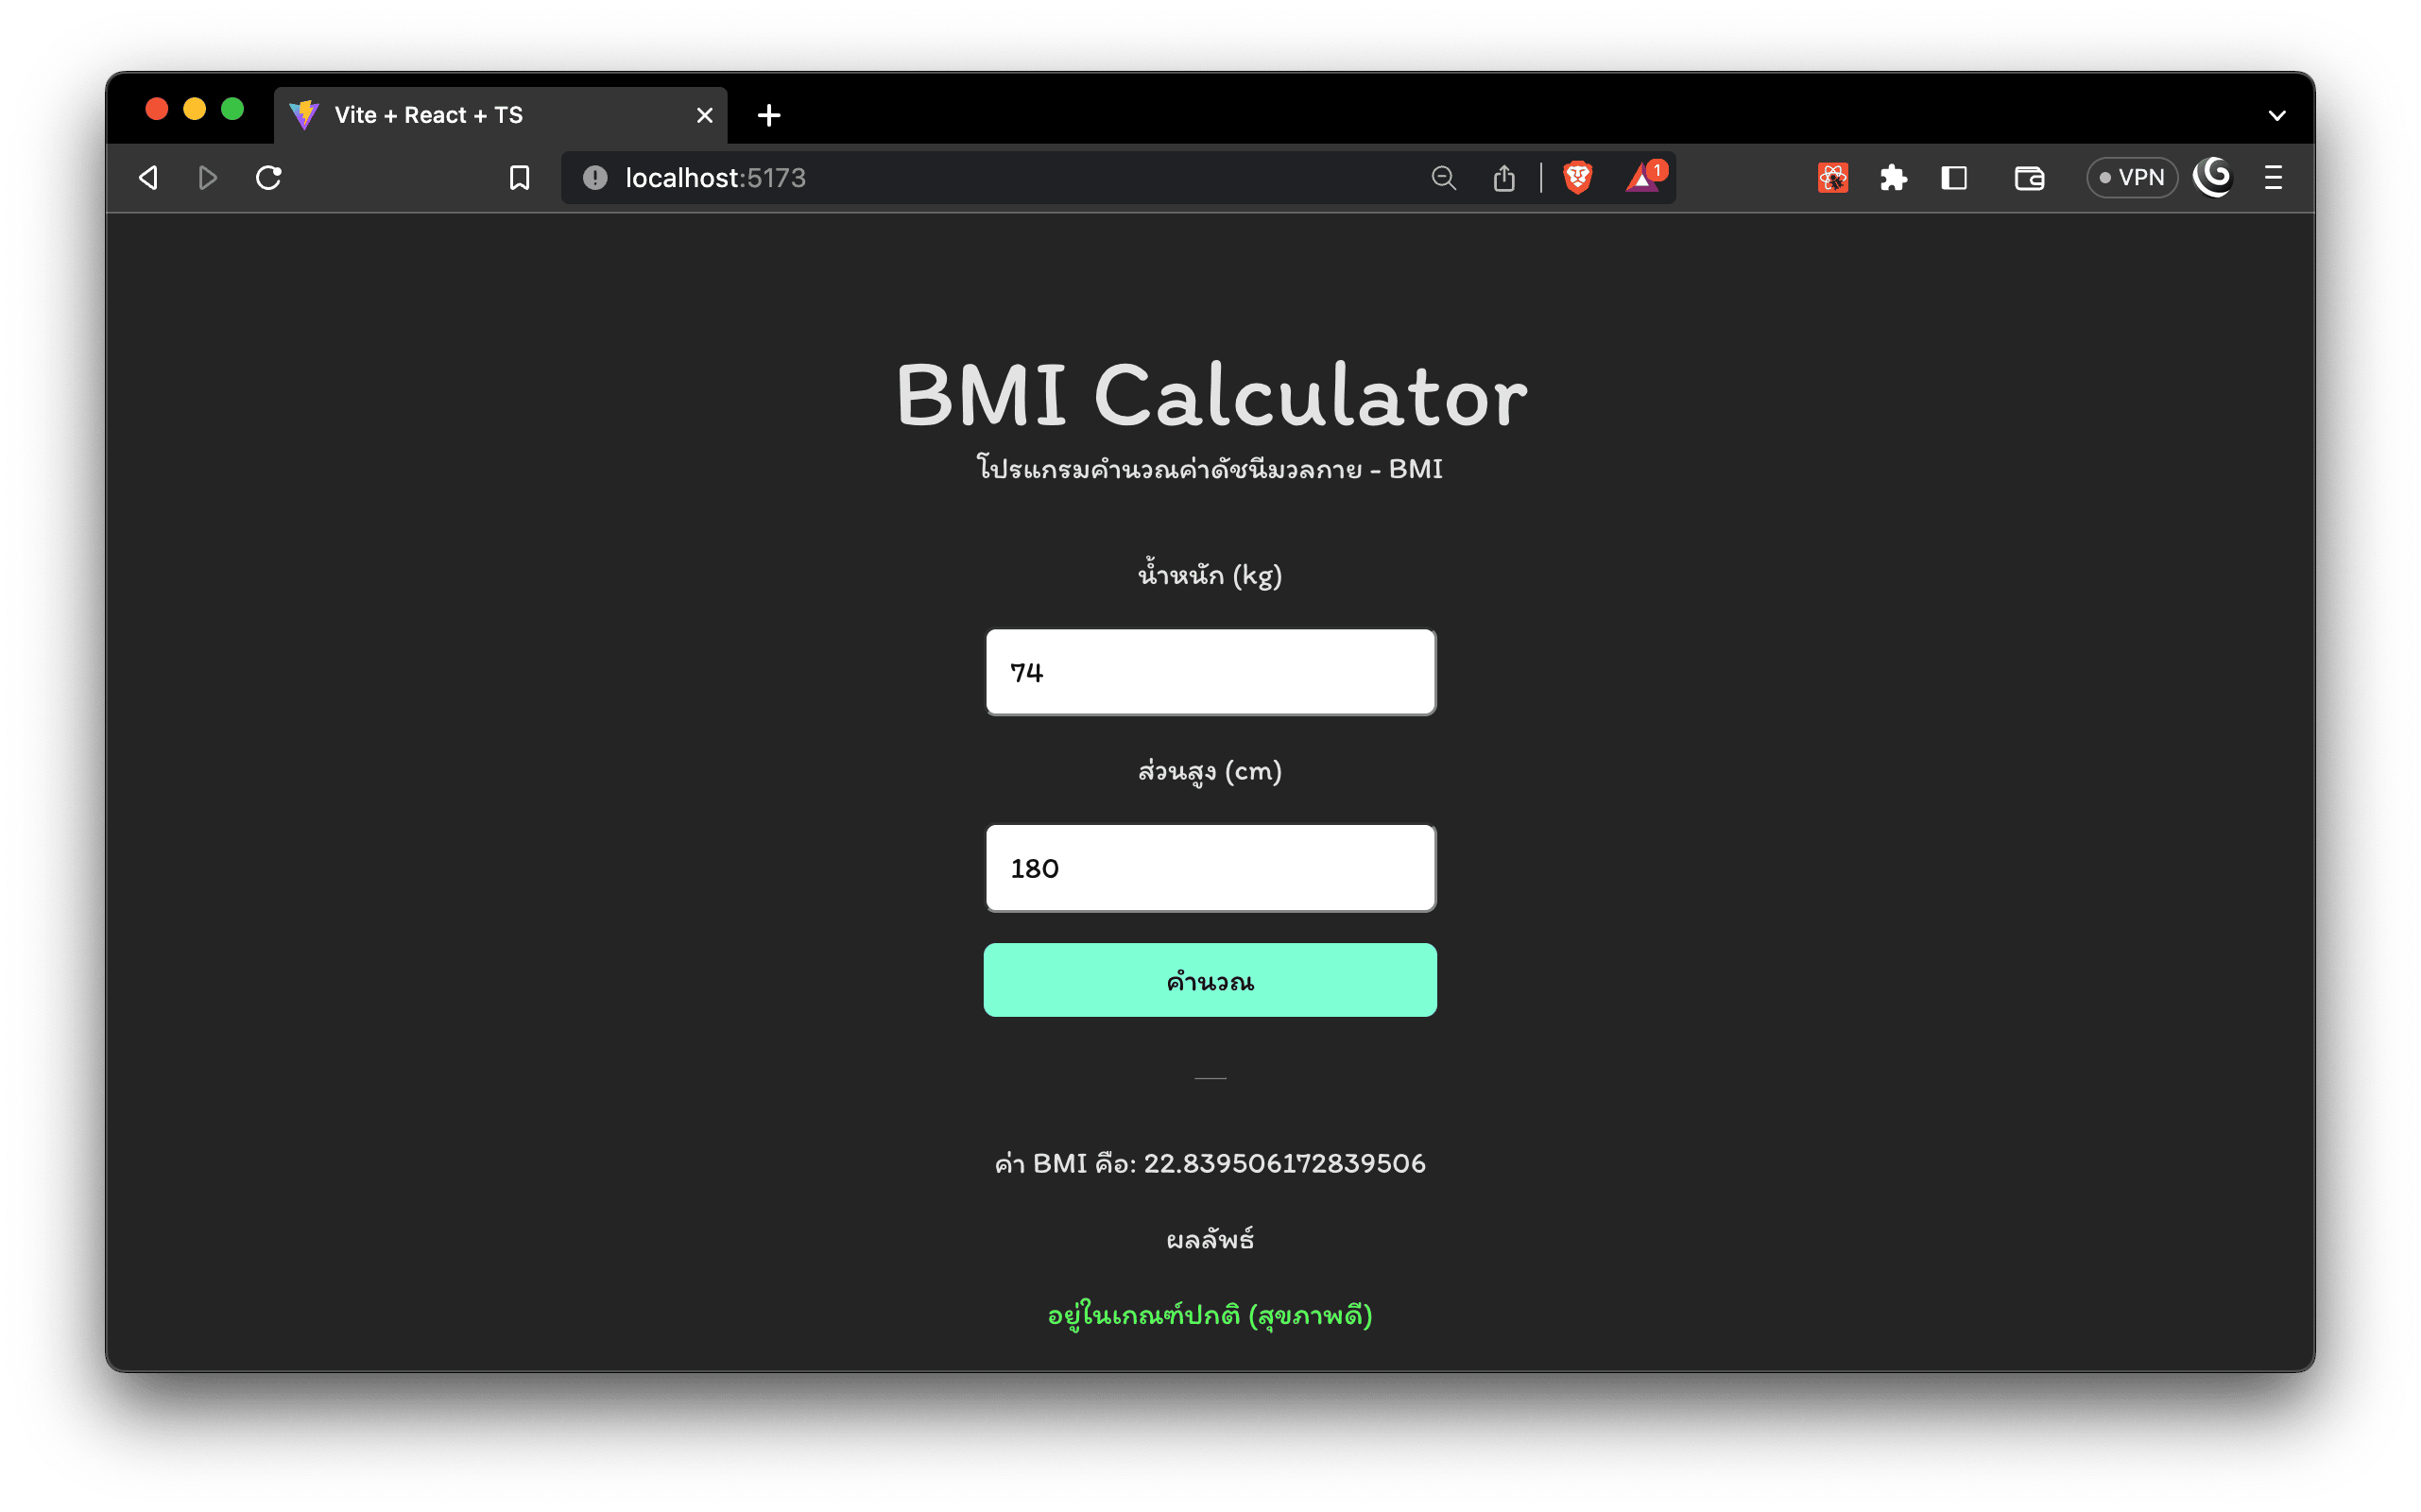 Vite + React + TS
localhost:5173
1
VPN
BMI Calculator
โปรแกรมคำนวณค่าดัชนีมวลกาย - BMI
น้ำหนัก (kg)
74
ส่วนสูง (cm)
180
คำนวณ
ค่า BMI คือ: 22.839506172839506
ผลลัพธ์
อยู่ในเกณฑ์ปกติ (สุขภาพดี)